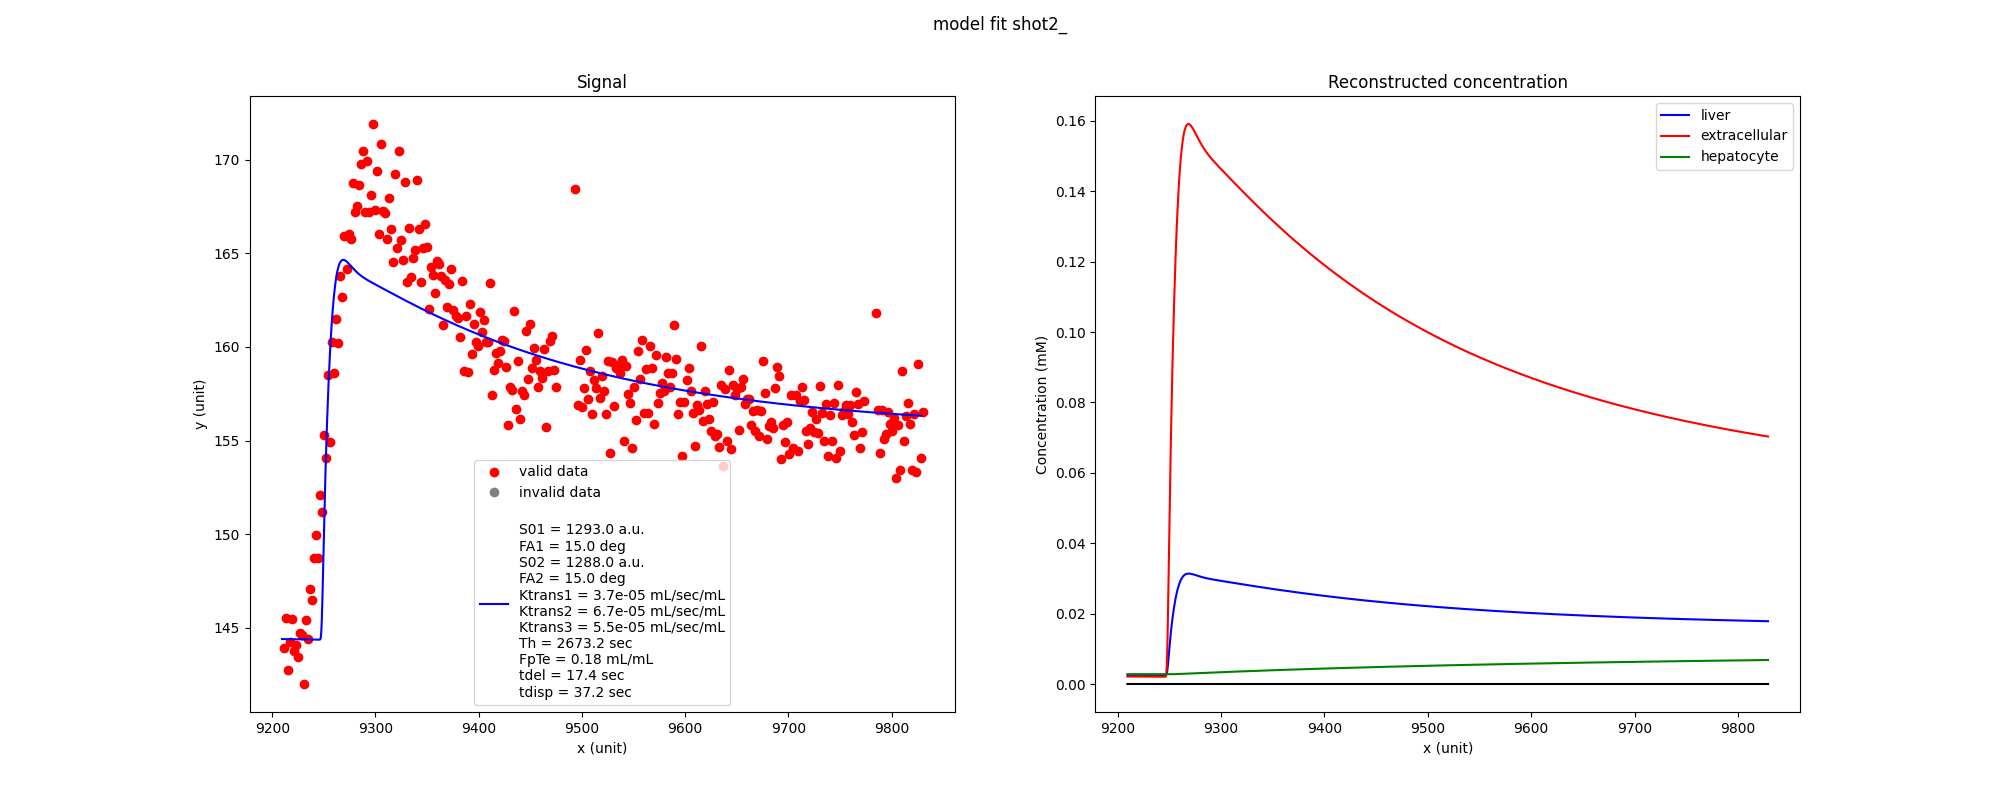 model fit shot2_
Signal
170
165
160
155
150
145
y (unit)
valid data
invalid data
S01 = 1293.0 a.u.
FA1 = 15.0 deg
S02 = 1288.0 a.u.
FA2 = 15.0 deg
Ktrans1 = 3.7e-05 mL/sec/mL
Ktrans2 = 6.7e-05 mL/sec/mL
Ktrans3 = 5.5e-05 mL/sec/mL
Th = 2673.2 sec
FpTe = 0.18 mL/mL
tdel = 17.4 sec
tdisp = 37.2 sec
9200 9300 9400 9500 9600 9700 9800
x (unit)
Reconstructed concentration
0.16
0.14
0.12
0.10
0.08
0.06
0.04
0.02
0.00
Concentration (mM)
liver
extracellular
hepatocyte
9200 9300 9400 9500 9600 9700 9800
x (unit)